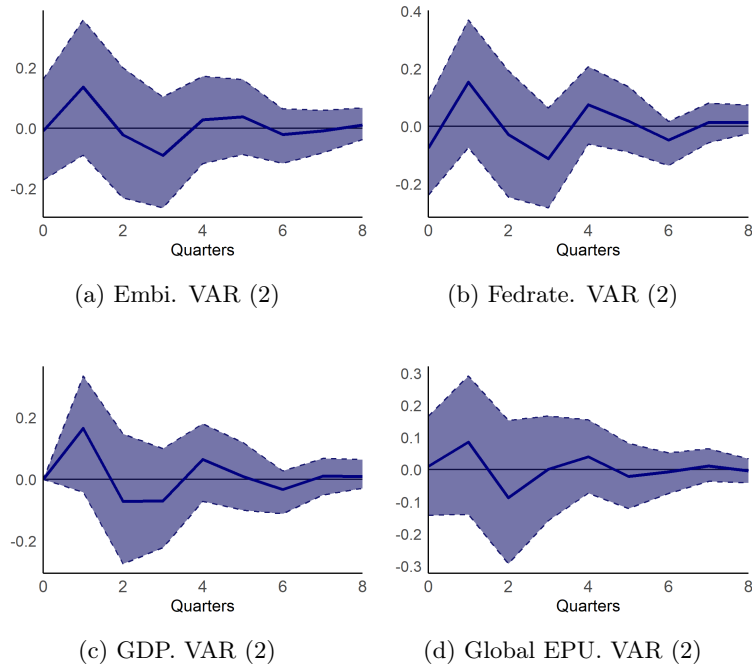 0.2
0.0
-0.2
0 2 4 6 8
Quarters
(a) Embi. VAR (2)
0.4
0.2
0.0
-0.2
0 2 4 6 8
Quarters
(b) Fedrate. VAR (2)
0.2
0.0
-0.2
0 2 4 6 8
Quarters
(c) GDP. VAR (2)
0.3
0.2
0.1
0.0
-0.1
-0.2
-0.3
0 2 4 6 8
Quarters
(d) Global EPU. VAR (2)